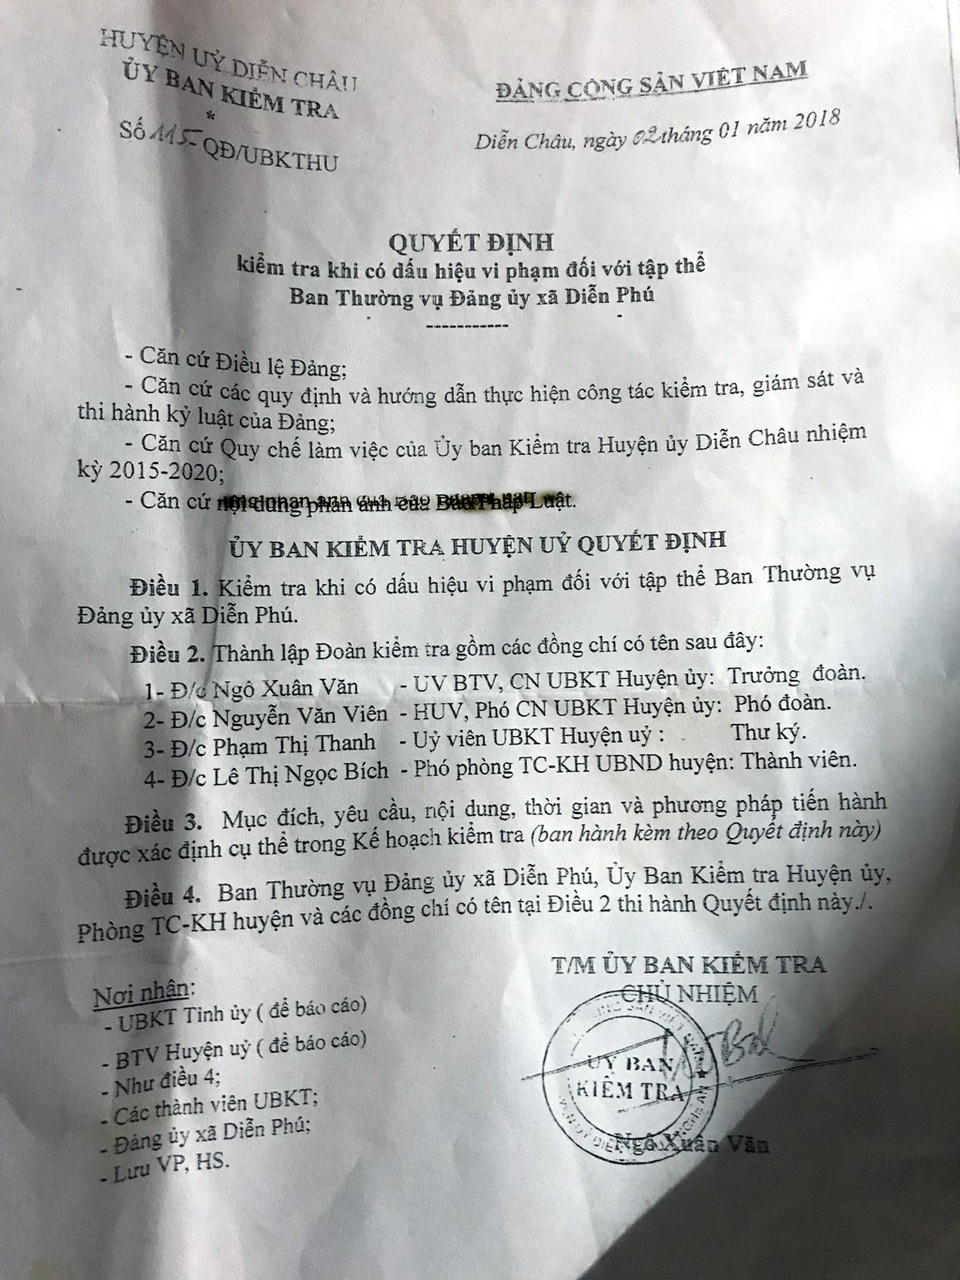 HUYỆN UỶ DIỄN CHÂU
ỦY BAN KIỂM TRA
*
Số 115-QĐ/UBKTHU
ĐẢNG CỘNG SẢN VIỆT NAM
Diễn Châu, ngày 02 tháng 01 năm 2018
QUYẾT ĐỊNH
kiểm tra khi có dấu hiệu vi phạm đối với tập thể
Ban Thường vụ Đảng ủy xã Diễn Phú
-----------
- Căn cứ Điều lệ Đảng;
- Căn cứ các quy định và hướng dẫn thực hiện công tác kiểm tra, giám sát và
thi hành kỷ luật của Đảng;
- Căn cứ Quy chế làm việc của Ủy ban Kiểm tra Huyện ủy Diễn Châu nhiệm
kỳ 2015-2020;
- Căn cứ nội dung phản ánh của Báo Pháp Luật.
ỦY BAN KIỂM TRA HUYỆN UỶ QUYẾT ĐỊNH
Điều 1. Kiểm tra khi có dấu hiệu vi phạm đối với tập thể Ban Thường vụ
Đảng ủy xã Diễn Phú.
Điều 2. Thành lập Đoàn kiểm tra gồm các đồng chí có tên sau đây:
1- Đ/c Ngô Xuân Văn - UV BTV, CN UBKT Huyện ủy: Trưởng đoàn.
2- Đ/c Nguyễn Văn Viên - HUV, Phó CN UBKT Huyện ủy: Phó đoàn.
3- Đ/c Phạm Thị Thanh - Uỷ viên UBKT Huyện uỷ : Thư ký.
4- Đ/c Lê Thị Ngọc Bích - Phó phòng TC-KH UBND huyện: Thành viên.
Điều 3. Mục đích, yêu cầu, nội dung, thời gian và phương pháp tiến hành
được xác định cụ thể trong Kế hoạch kiểm tra (ban hành kèm theo Quyết định này)
Điều 4. Ban Thường vụ Đảng ủy xã Diễn Phú, Ủy Ban Kiểm tra Huyện ủy,
Phòng TC-KH huyện và các đồng chí có tên tại Điều 2 thi hành Quyết định này./.
Nơi nhận:
- UBKT Tỉnh ủy ( để báo cáo)
- BTV Huyện uỷ ( để báo cáo)
- Như điều 4;
- Các thành viên UBKT;
- Đảng ủy xã Diễn Phú;
- Lưu VP, HS.
T/M ỦY BAN KIỂM TRA
CHỦ NHIỆM
ỦY BAN
KIỂM TRA
Ngô Xuân Văn